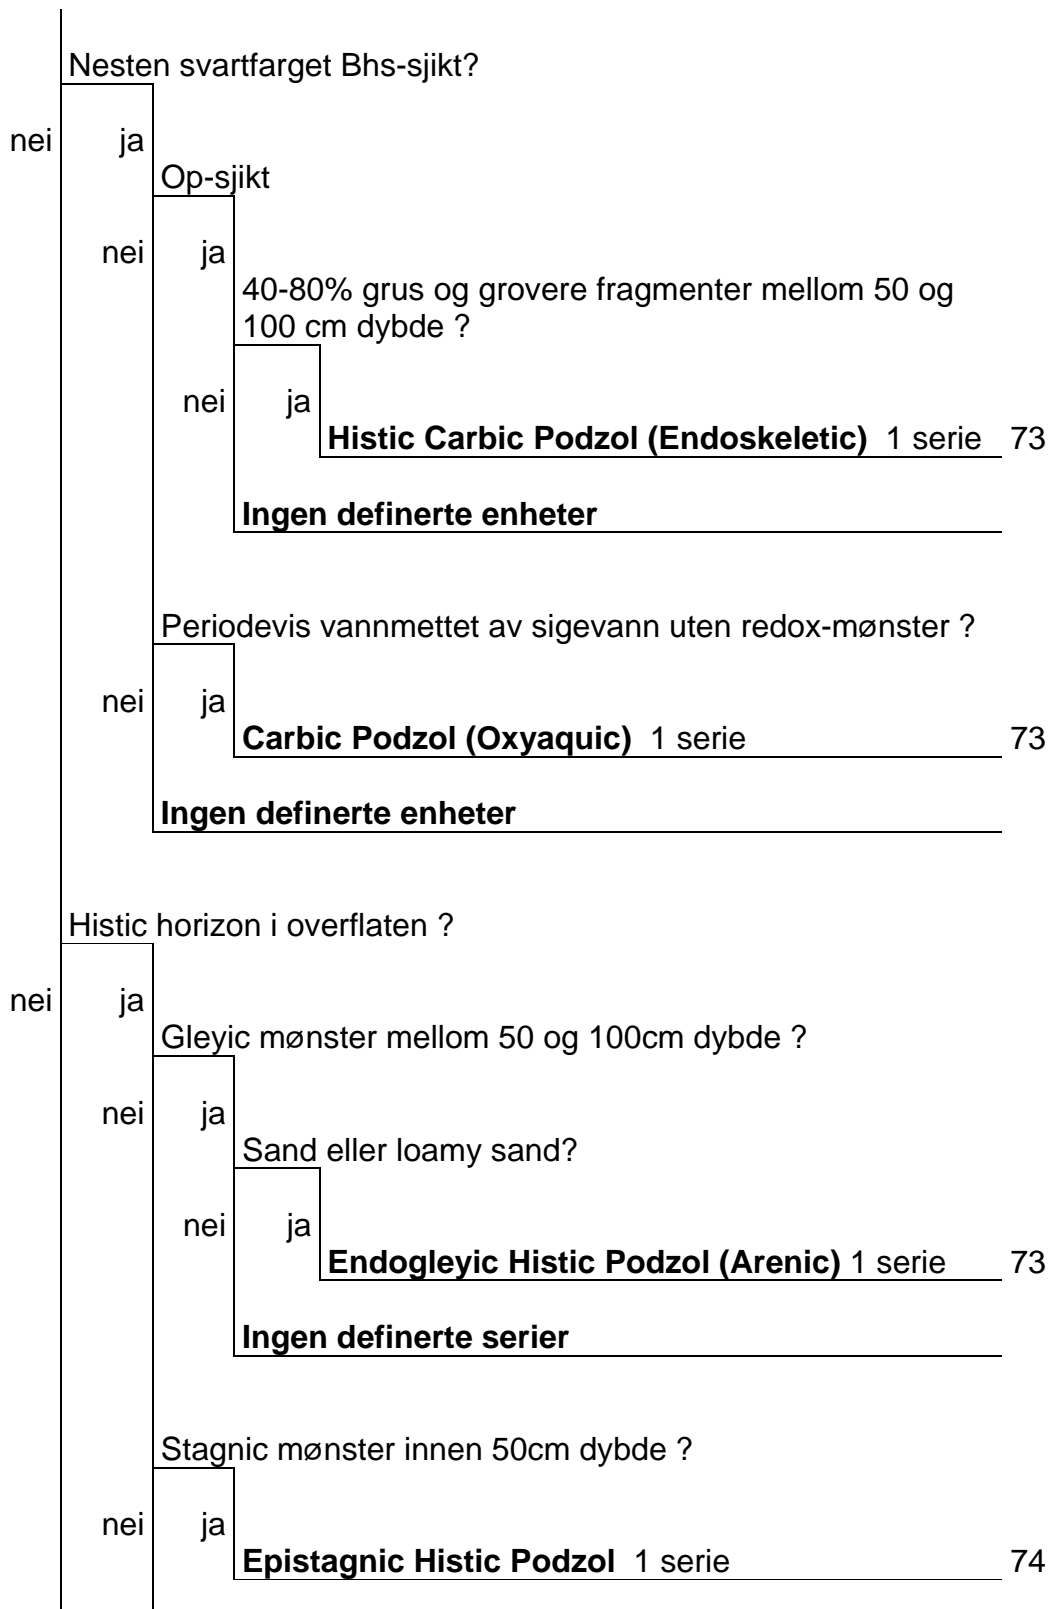 Nesten svartfarget Bhs-sjikt?
nei ja
Op-sjikt
nei ja
40-80% grus og grovere fragmenter mellom 50 og
100 cm dybde ?
nei ja
Histic Carbic Podzol (Endoskeletic) 1 serie 73
Ingen definerte enheter
Periodevis vannmettet av sigevann uten redox-mønster ?
nei ja
Carbic Podzol (Oxyaquic) 1 serie 73
Ingen definerte enheter
Histic horizon i overflaten ?
nei ja
Gleyic mønster mellom 50 og 100cm dybde ?
nei ja
Sand eller loamy sand?
nei ja
Endogleyic Histic Podzol (Arenic) 1 serie 73
Ingen definerte serier
Stagnic mønster innen 50cm dybde ?
nei ja
Epistagnic Histic Podzol 1 serie 74